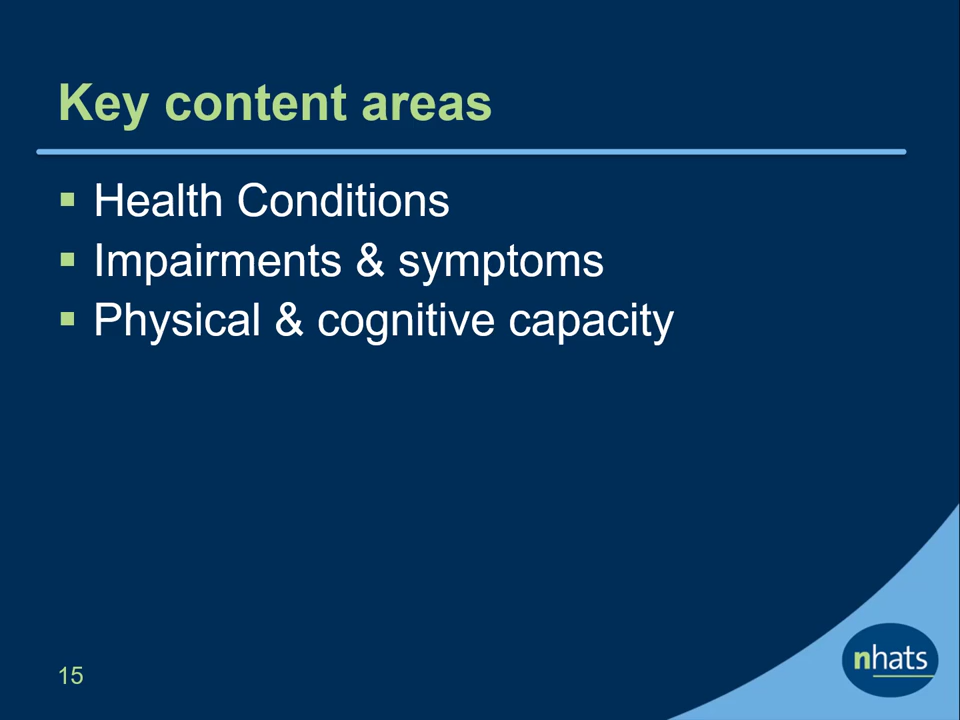 Key content areas
Health Conditions
Impairments & symptoms
Physical & cognitive capacity
15
nhats